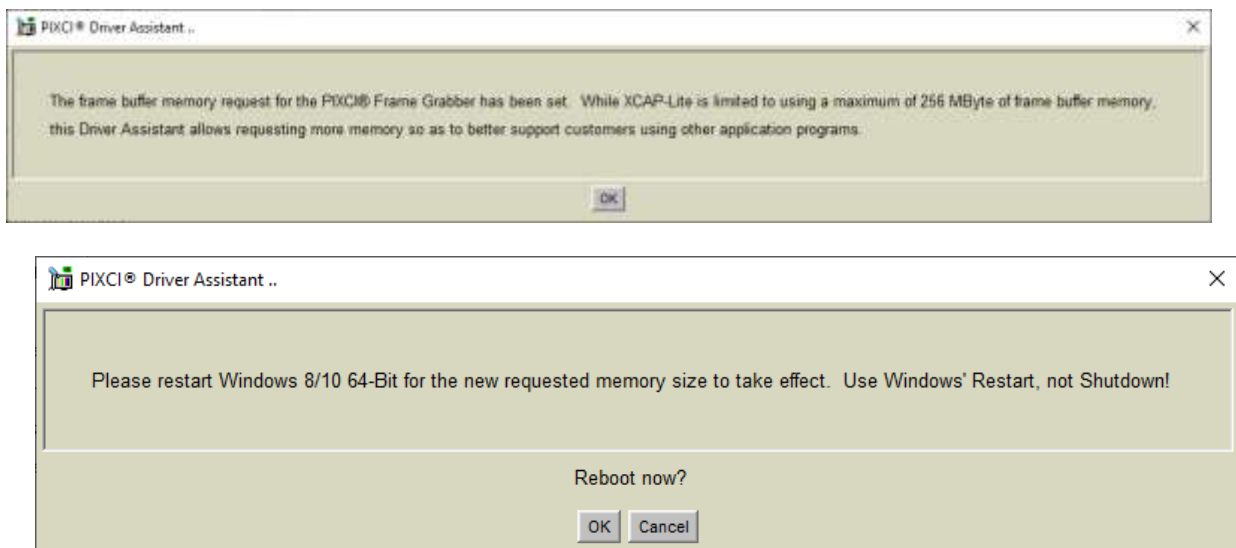 PIXCI® Driver Assistant ..
The frame buffer memory request for the PIXCI® Frame Grabber has been set. While XCAP-Lite is limited to using a maximum of 256 MByte of frame buffer memory,
this Driver Assistant allows requesting more memory so as to better support customers using other application programs.
OK
PIXCI® Driver Assistant ..
Please restart Windows 8/10 64-Bit for the new requested memory size to take effect. Use Windows' Restart, not Shutdown!
Reboot now?
OK Cancel